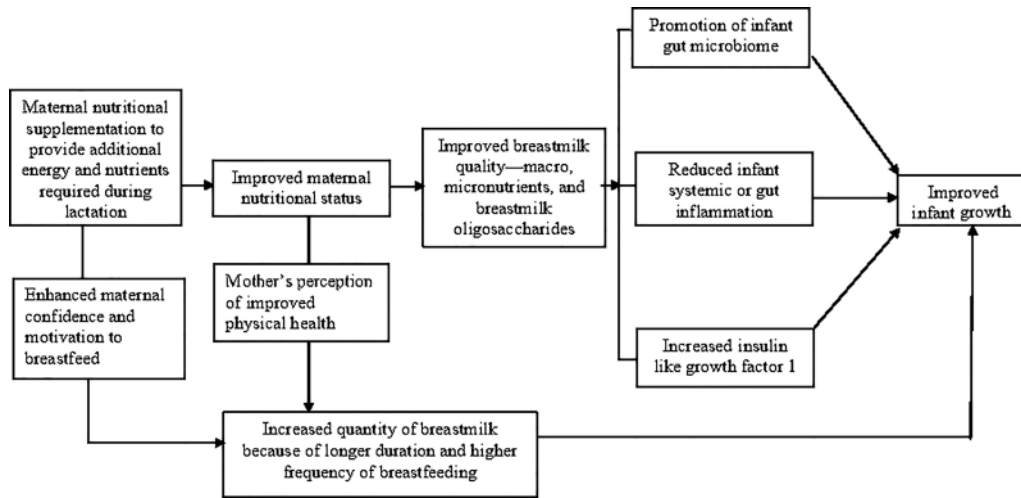 Promotion of infant
gut microbiome
Maternal nutritional
supplementation to
provide additional
energy and nutrients
required during
lactation
Improved maternal
nutritional status
Improved breastmilk
quality—macro,
micronutrients, and
breastmilk
oligosaccharides
Reduced infant
systemic or gut
inflammation
Improved
infant growth
Enhanced maternal
confidence and
motivation to
breastfeed
Mother’s perception
of improved
physical health
Increased insulin
like growth factor 1
Increased quantity of breastmilk
because of longer duration and higher
frequency of breastfeeding